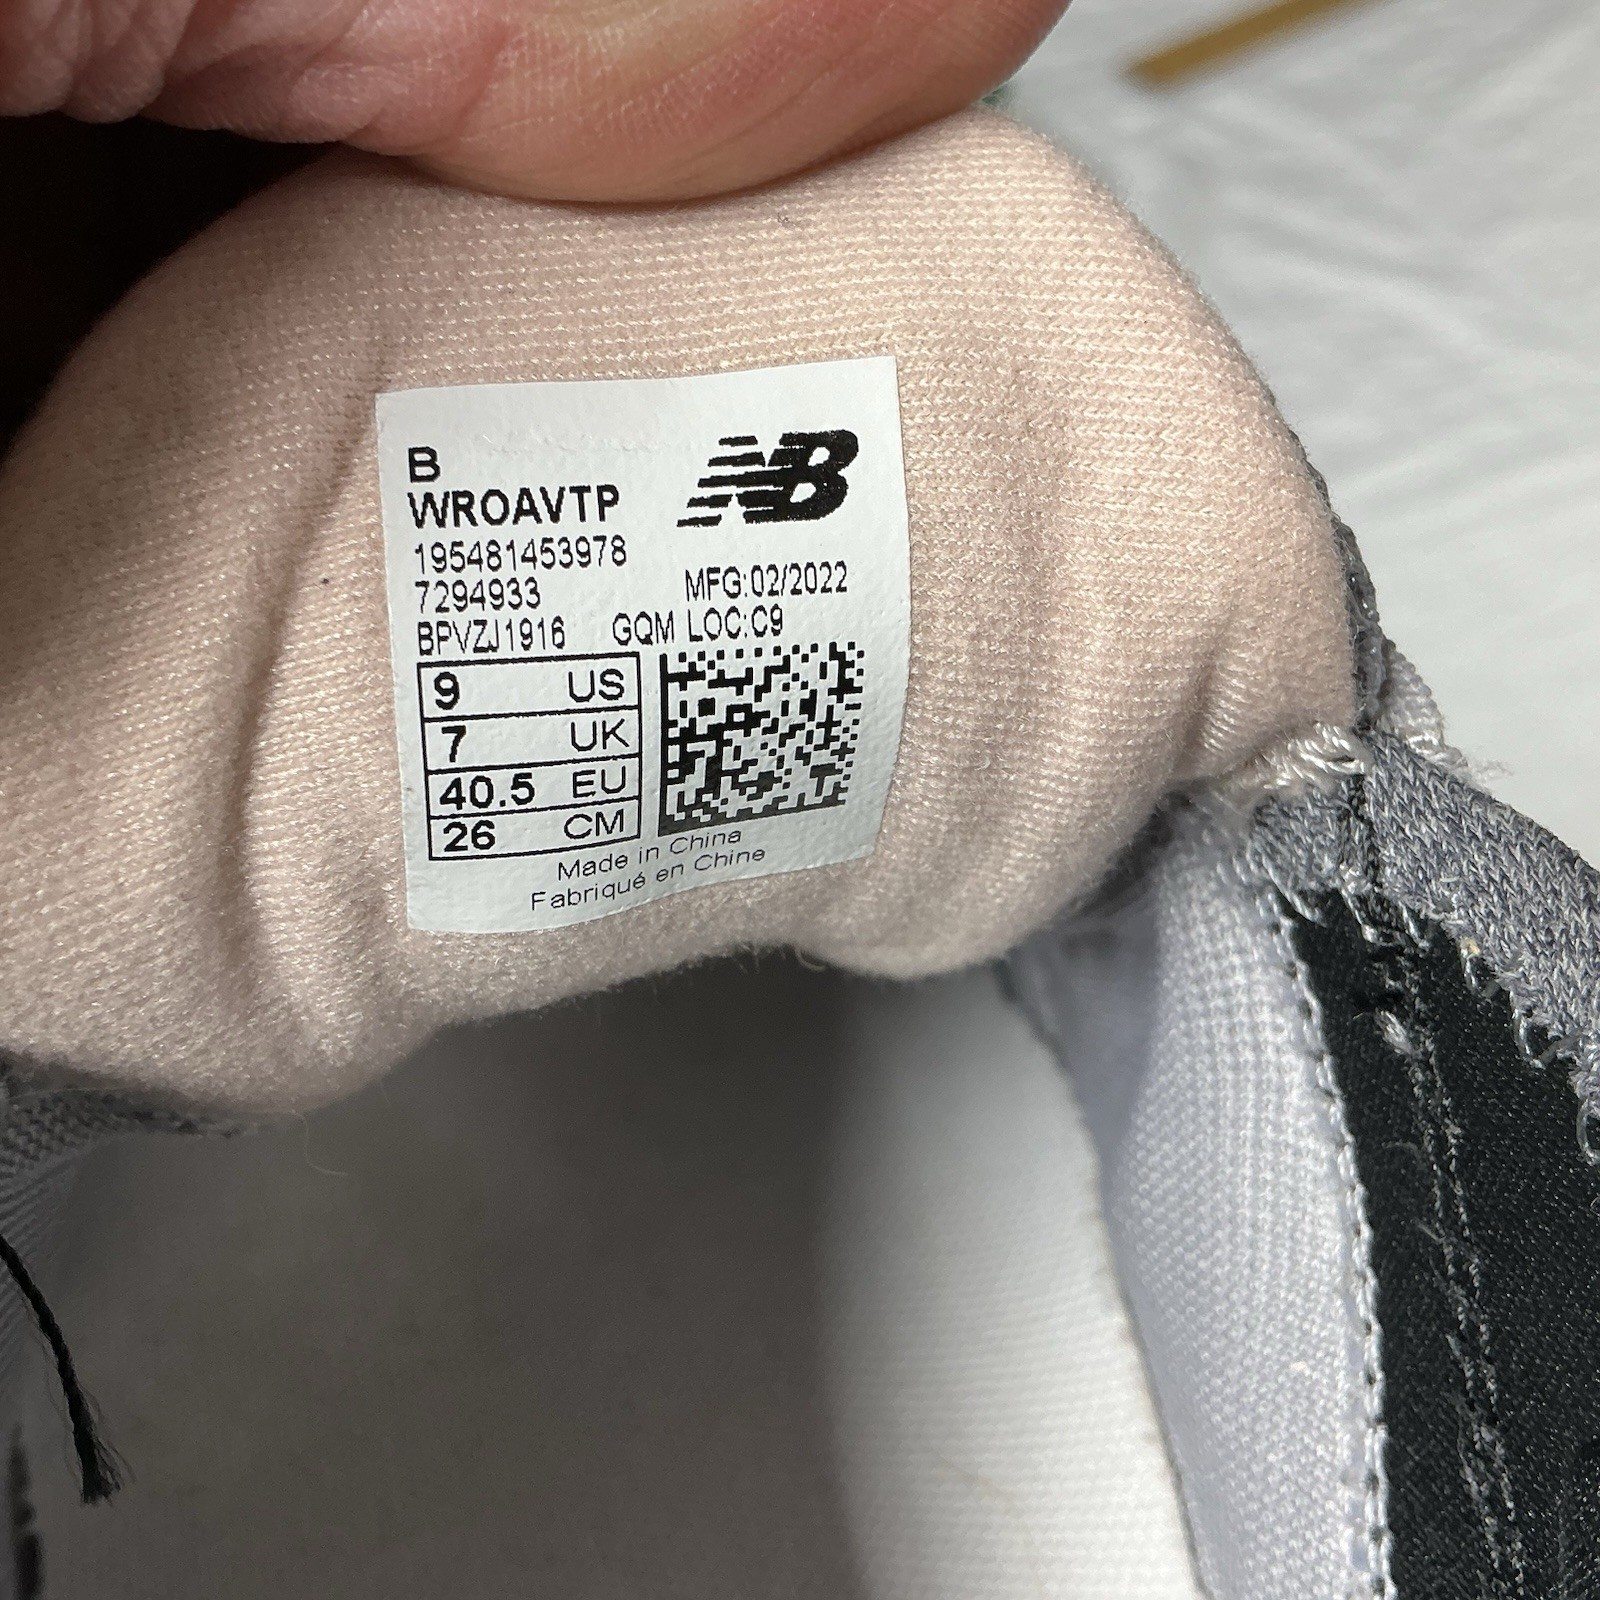 B
WROAVTP
NB
195481453978
7294933 MFG:02/2022
BPVZJ1916 GQM LOC:C9
9 US
7 UK
40.5 EU
26 CM
Made in China
Fabriqué en Chine